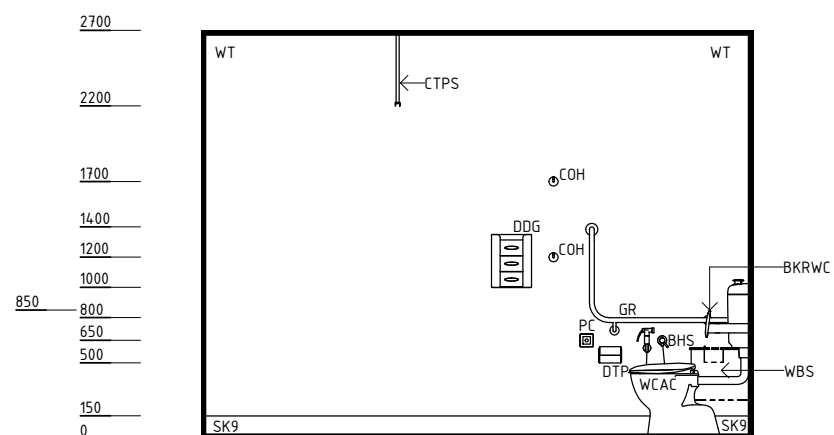 2700
WT
WT
CTPS
2200
1700
COH
1400
DDG
1200
COH
1000
BKRWC
850
800
GR
650
PC
BHS
500
DTP
WBS
WCAC
150
0
SK9
SK9